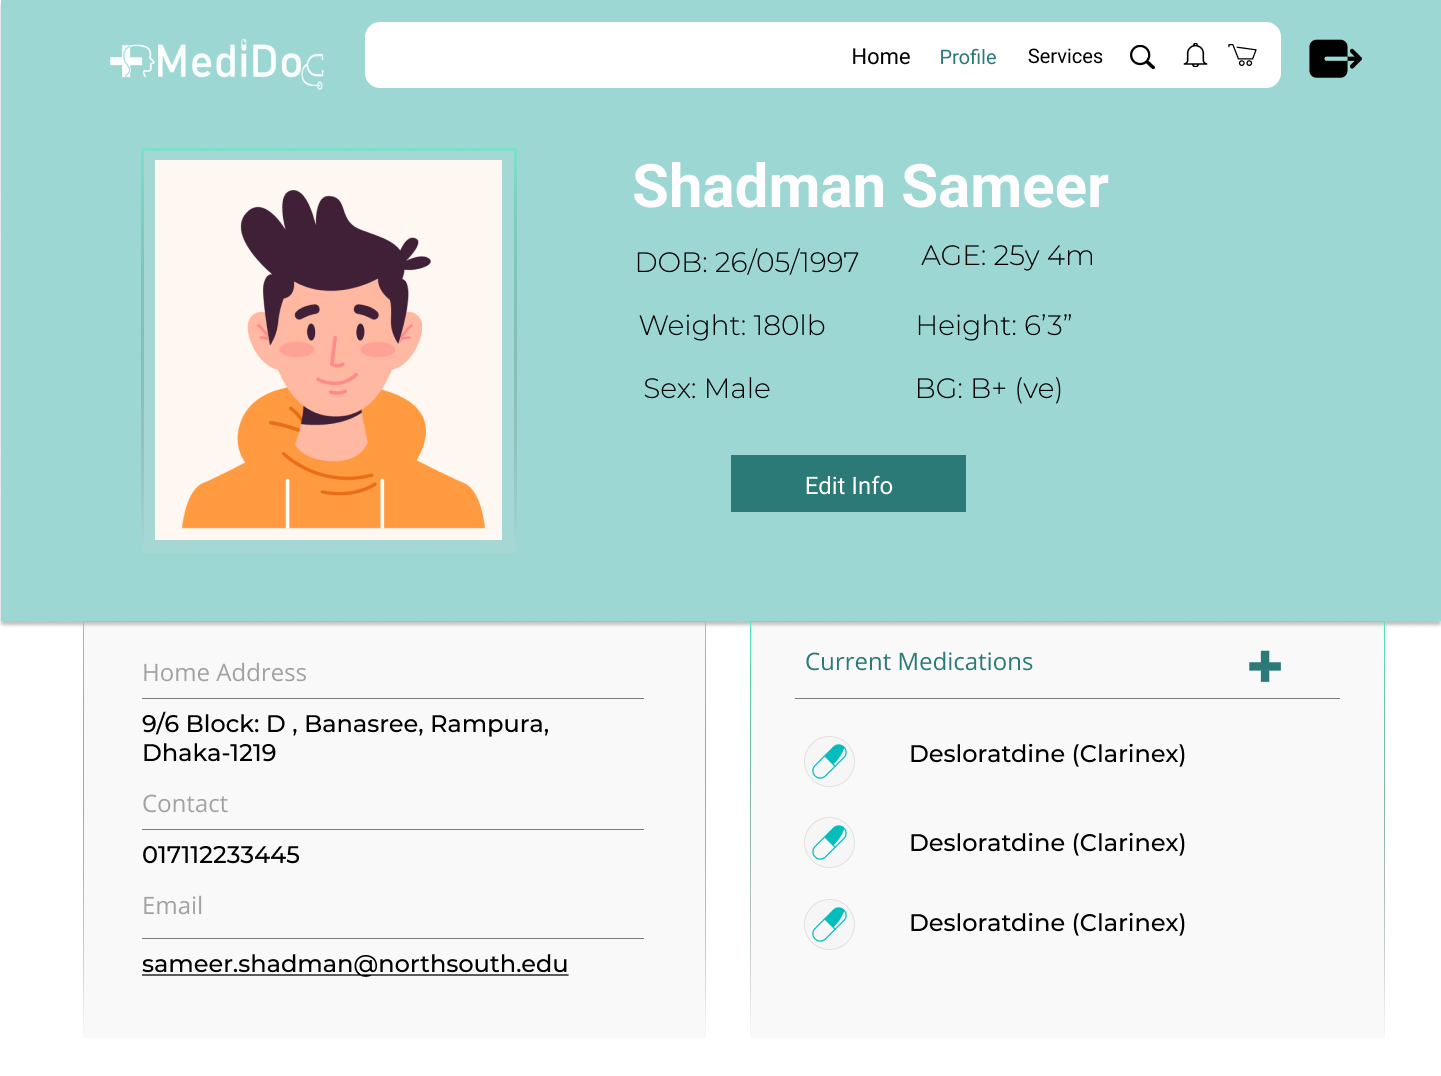 MediDoc
Home Profile Services
Shadman Sameer
DOB: 26/05/1997 AGE: 25y 4m
Weight: 180lb Height: 6’3”
Sex: Male BG: B+ (ve)
Edit Info
Home Address
9/6 Block: D , Banasree, Rampura,
Dhaka-1219
Contact
017112233445
Email
sameer.shadman@northsouth.edu
Current Medications
Desloratdine (Clarinex)
Desloratdine (Clarinex)
Desloratdine (Clarinex)